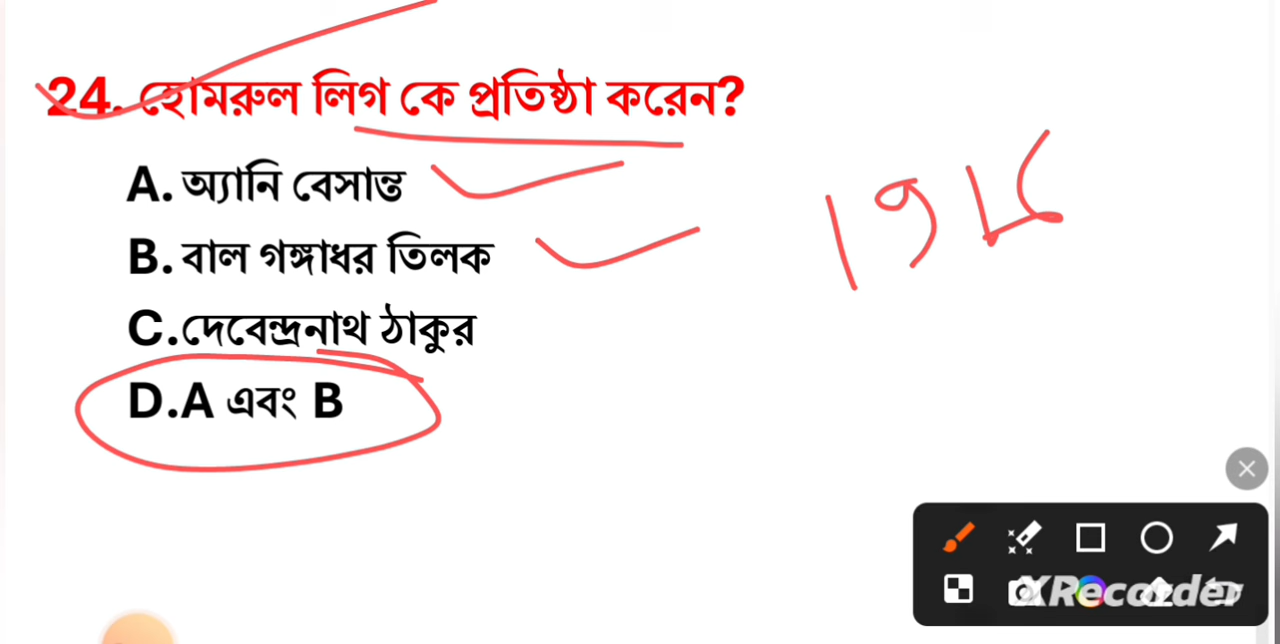 24. হোমরুল লিগ কে প্রতিষ্ঠা করেন?
A. অ্যানি বেসান্ত
B. বাল গঙ্গাধর তিলক
C.দেবেন্দ্রনাথ ঠাকুর
D.A এবং B
1916
XRecorder